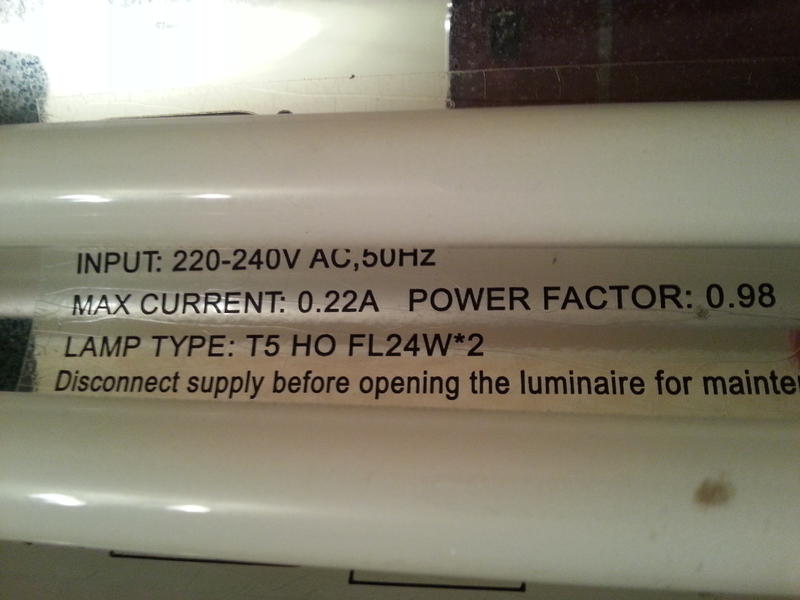 INPUT: 220-240V AC,50HZ
MAX CURRENT: 0.22A POWER FACTOR: 0.98
LAMP TYPE: T5 HO FL24W*2
Disconnect supply before opening the luminaire for